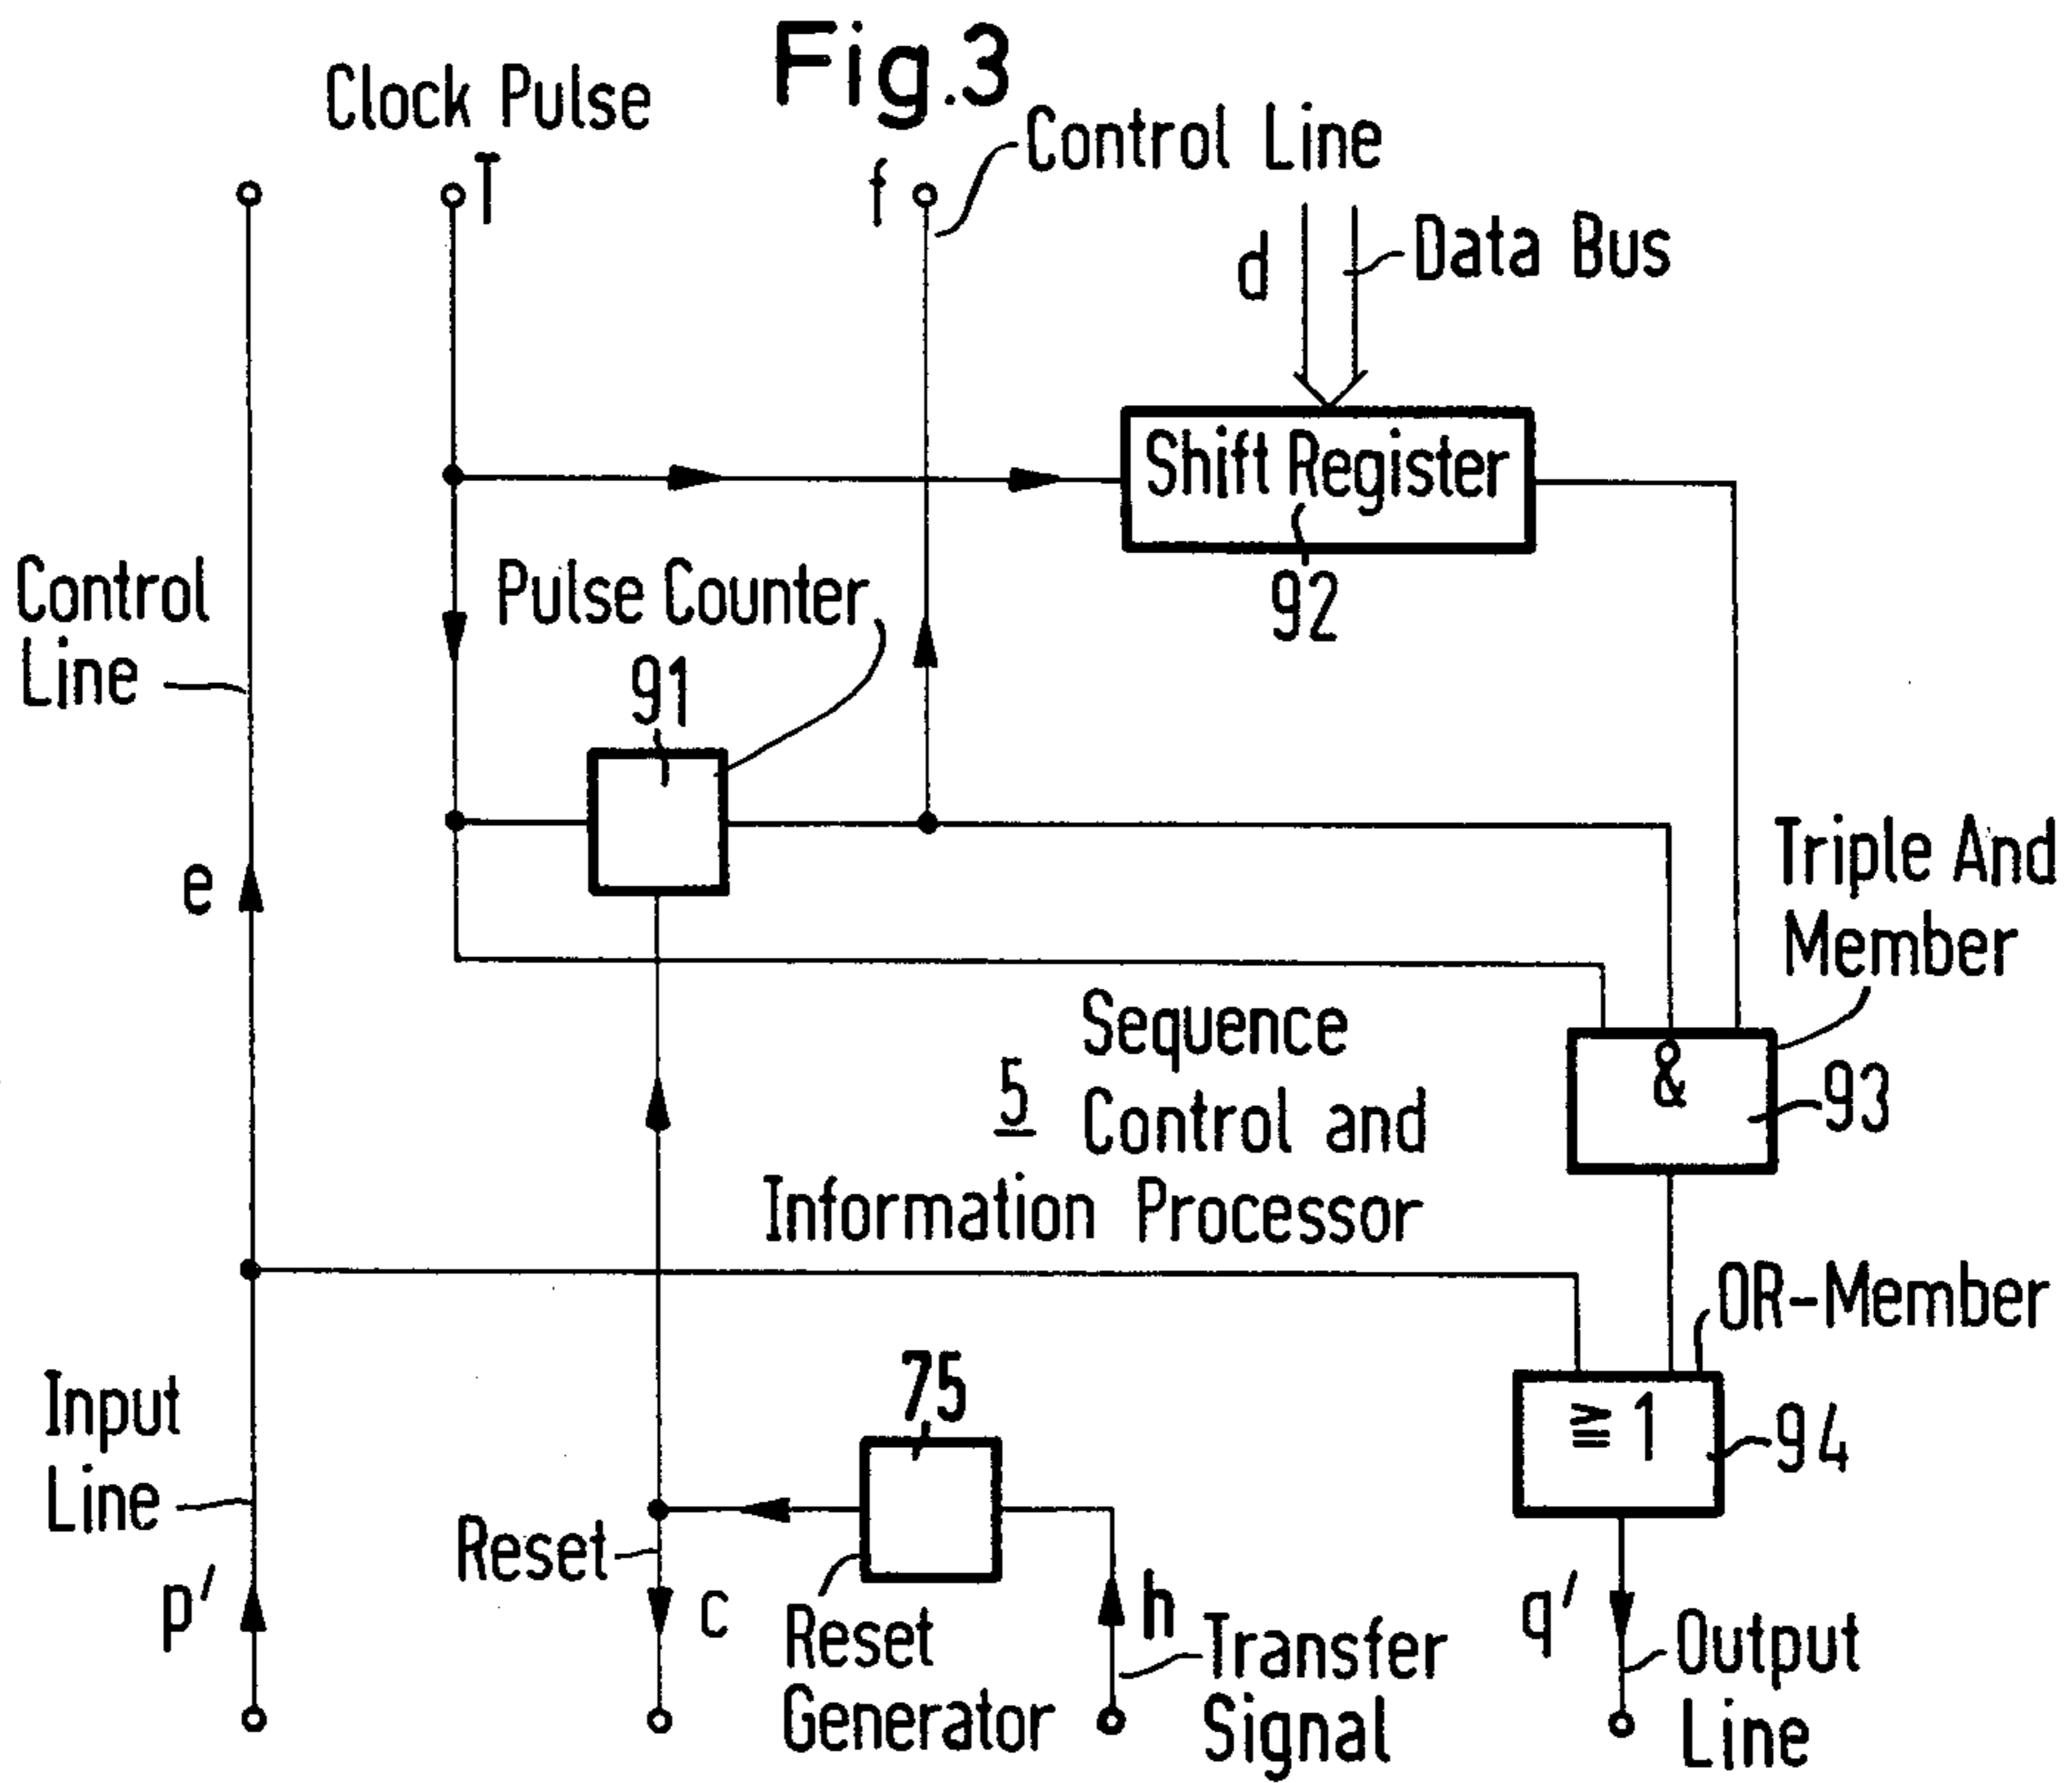 Fig.3
Clock Pulse
T
f
Control Line
d
Data Bus
Shift Register
92
Control
Line
Pulse Counter
91
e
Triple And
Member
&
93
5
Sequence
Control and
Information Processor
OR-Member
≧ 1
94
Input
Line
p'
75
Reset
c
Reset
Generator
h
Transfer
Signal
q'
Output
Line